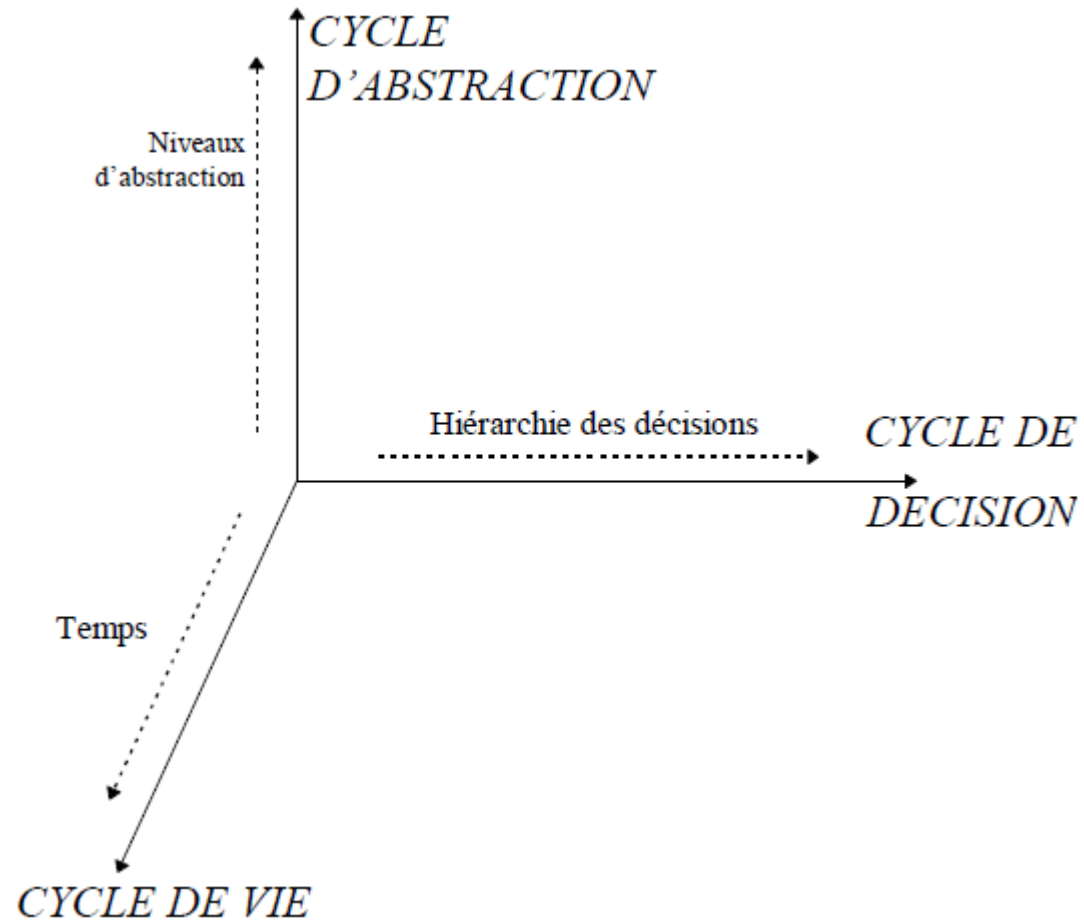 CYCLE
D’ABSTRACTION
Niveaux
d’abstraction
Hiérarchie des décisions
CYCLE DE
DECISION
Temps
CYCLE DE VIE